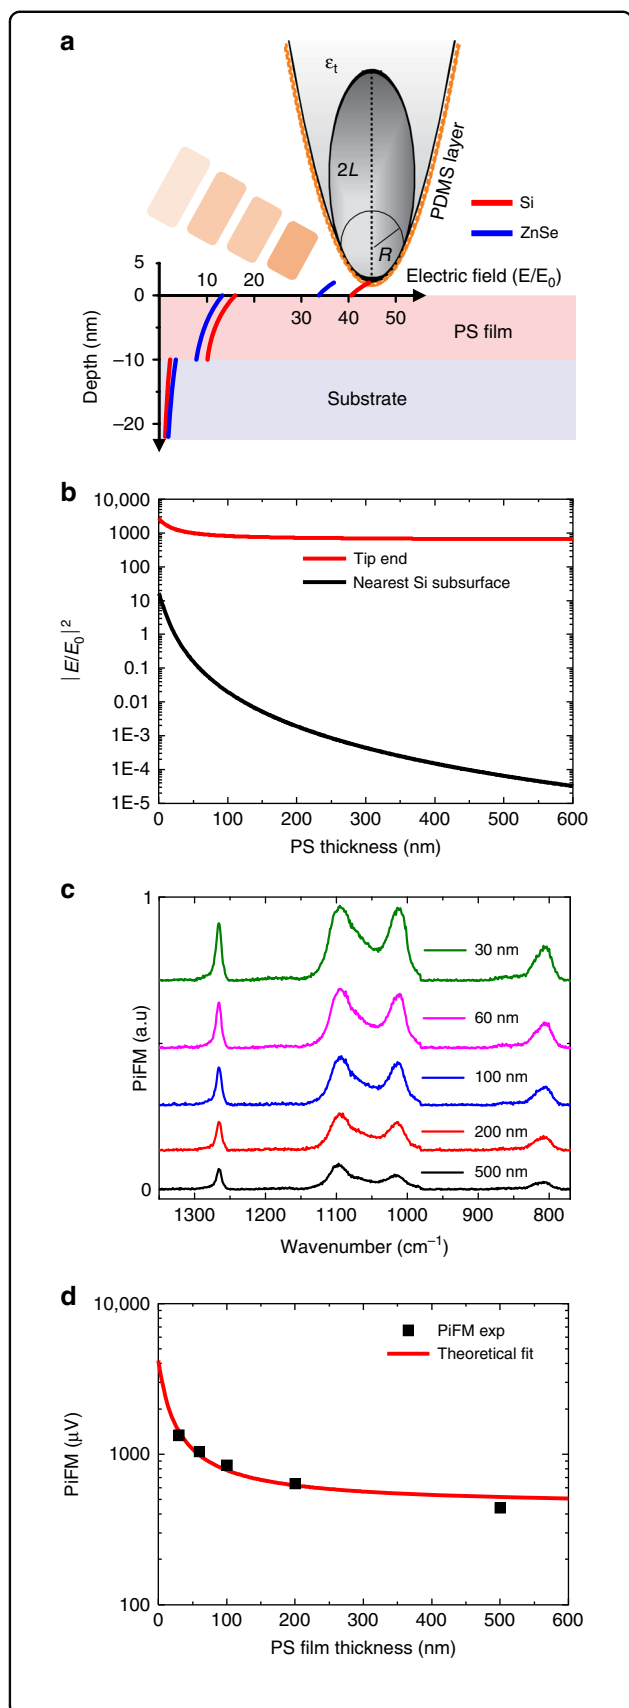 a
εt
2L
R
PDMS layer
Si
ZnSe
Electric field (E/E0)
10 20
30 40 50
5
0
−10
−20
Depth (nm)
PS film
Substrate
b
10,000
1000
100
10
1
0.1
0.01
1E−3
1E−4
1E−5
|E/E0|²
Tip end
Nearest Si subsurface
0 100 200 300 400 500 600
PS thickness (nm)
c
1
0
PiFM (a.u)
30 nm
60 nm
100 nm
200 nm
500 nm
1350 1300 1200 1100 1000 900 800
Wavenumber (cm−1)
d
10,000
1000
100
PiFM (μV)
PiFM exp
Theoretical fit
0 100 200 300 400 500 600
PS film thickness (nm)